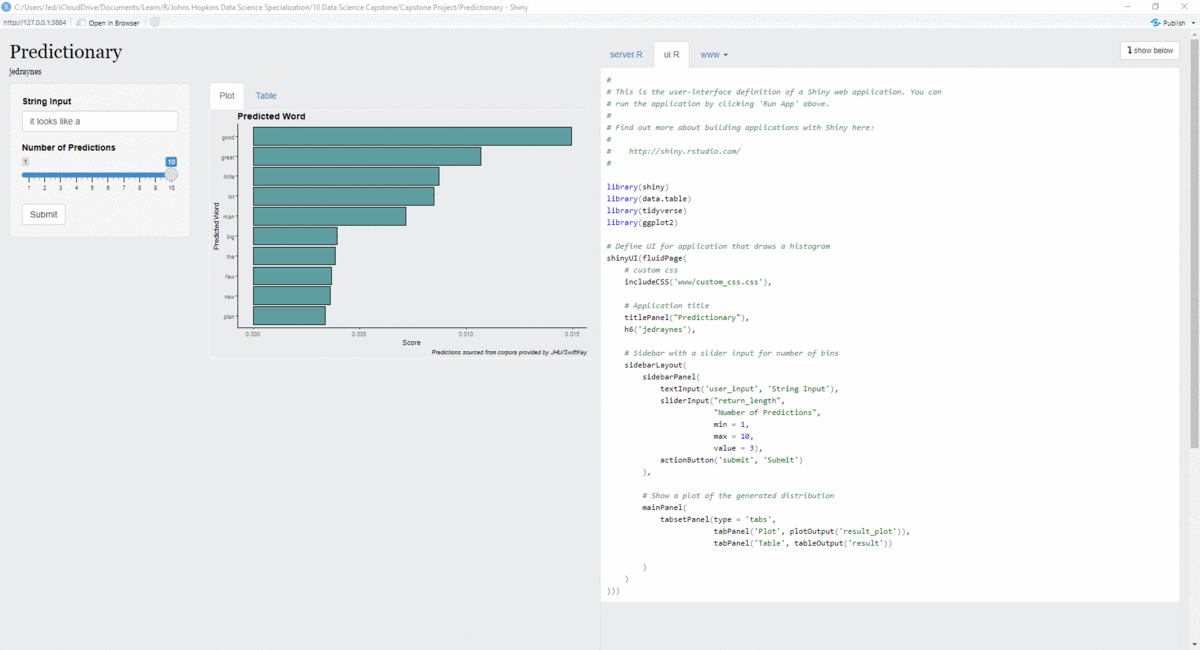 C:/Users/Jed/iCloudDrive/Documents/Learn/R/Johns Hopkins Data Science Specialization/10 Data Science Capstone/Capstone Project/Predictionary - Shiny
http://127.0.0.1:3864
Open in Browser
Publish
Predictionary
jedraynes
String Input
it looks like a
Number of Predictions
1
10
1 2 3 4 5 6 7 8 9 10
Submit
Plot
Table
Predicted Word
Predicted Word
good
great
little
lot
man
big
the
few
new
plan
0.000 0.005 0.010 0.015
Score
Predictions sourced from corpora provided by JHU/SwiftKey
server.R
ui.R
www
show below
#
# This is the user-interface definition of a Shiny web application. You can
# run the application by clicking 'Run App' above.
#
# Find out more about building applications with Shiny here:
#
#    http://shiny.rstudio.com/
#
library(shiny)
library(data.table)
library(tidyverse)
library(ggplot2)
# Define UI for application that draws a histogram
shinyUI(fluidPage(
    # custom css
    includeCSS('www/custom_css.css'),
    # Application title
    titlePanel("Predictionary"),
    h6('jedraynes'),
    # Sidebar with a slider input for number of bins
    sidebarLayout(
        sidebarPanel(
            textInput('user_input', 'String Input'),
            sliderInput("return_length",
                        "Number of Predictions",
                        min = 1,
                        max = 10,
                        value = 3),
            actionButton('submit', 'Submit')
        ),
        # Show a plot of the generated distribution
        mainPanel(
            tabsetPanel(type = 'tabs',
                        tabPanel('Plot', plotOutput('result_plot')),
                        tabPanel('Table', tableOutput('result'))
        )
    )
)))